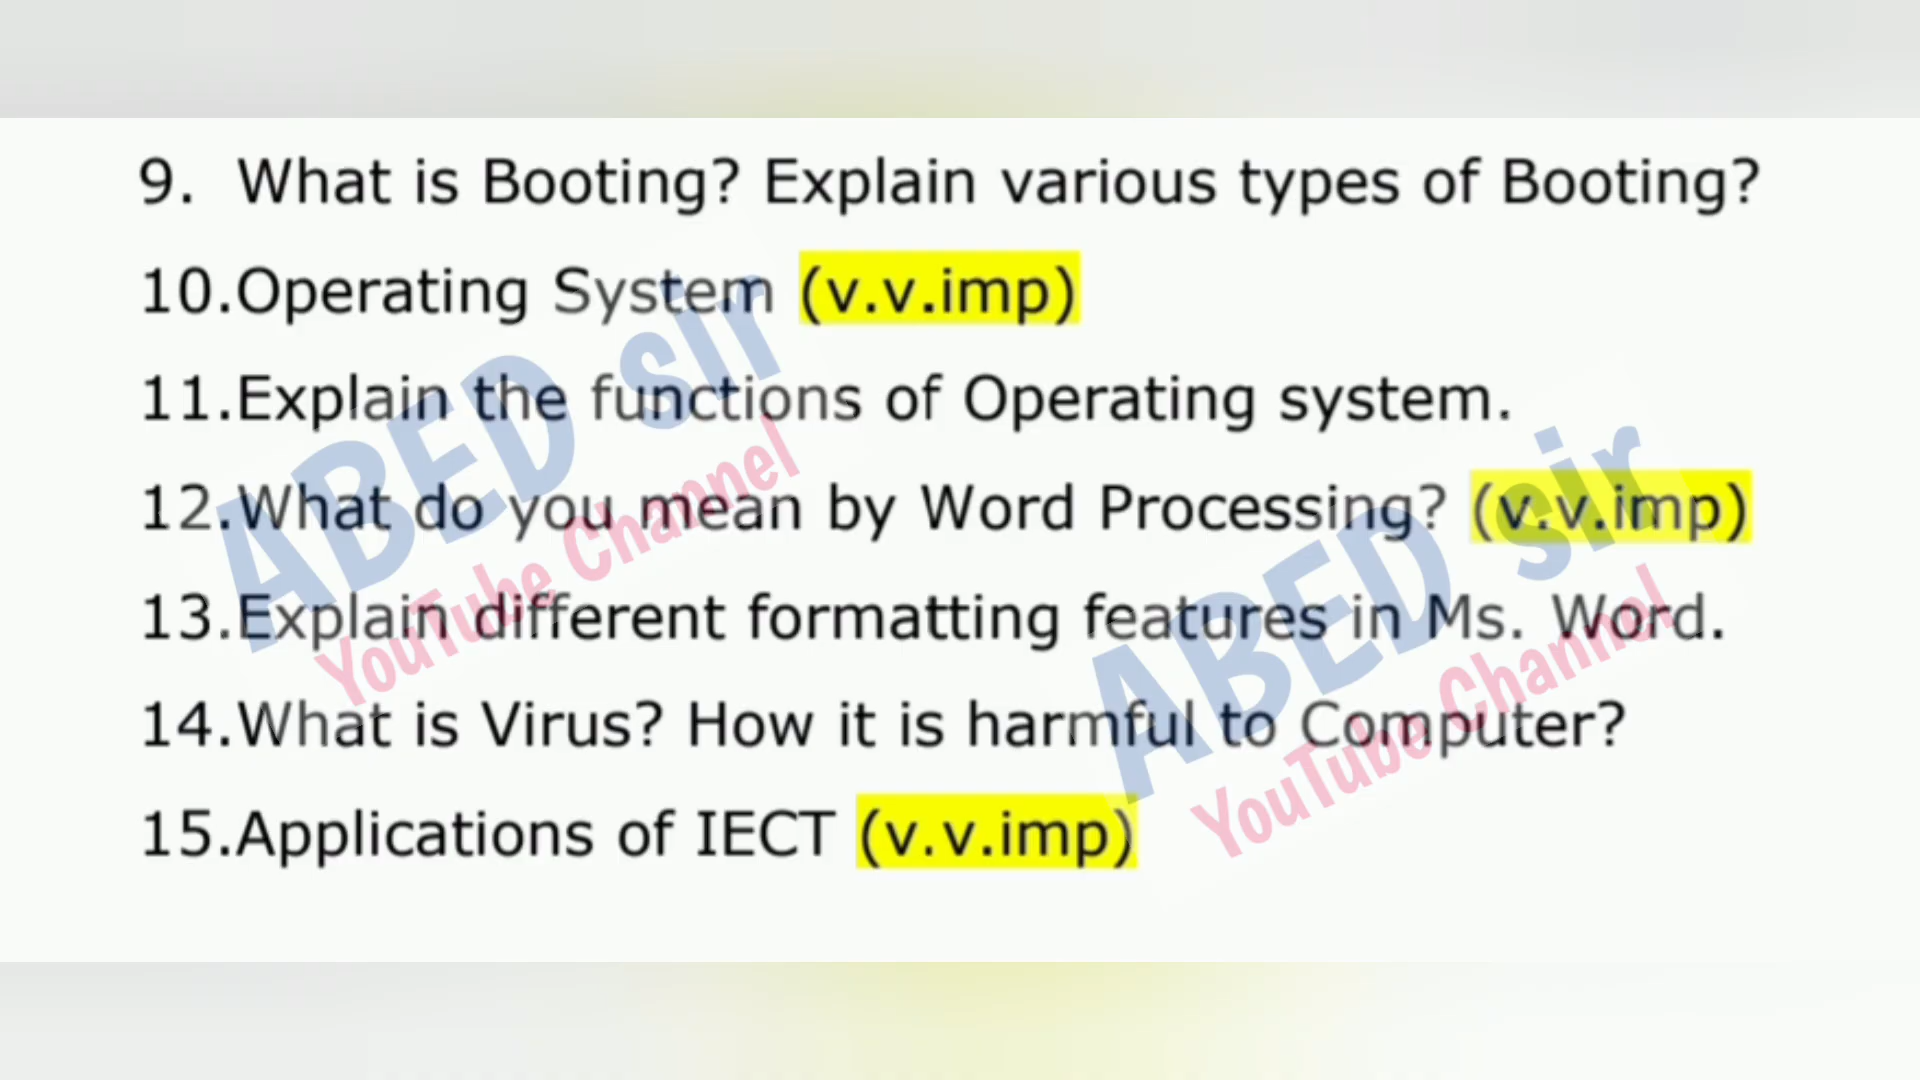 9. What is Booting? Explain various types of Booting?
10.Operating System (v.v.imp)
11.Explain the functions of Operating system.
12.What do you mean by Word Processing? (v.v.imp)
13.Explain different formatting features in Ms. Word.
14.What is Virus? How it is harmful to Computer?
15.Applications of IECT (v.v.imp)
ABED sir
YouTube Channel
ABED sir
YouTube Channel